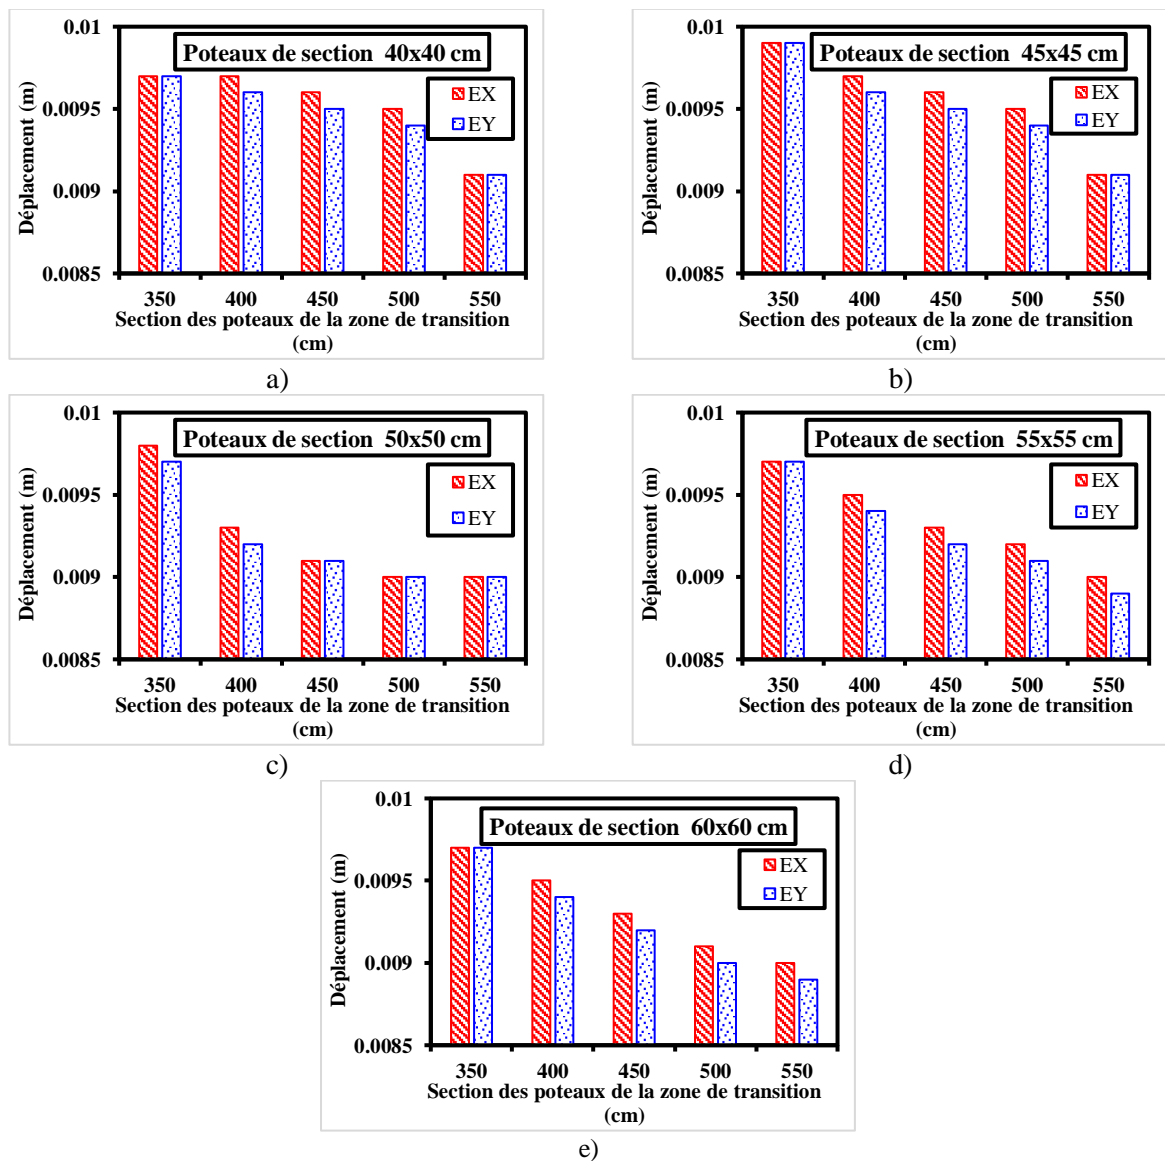 0.01
Poteaux de section 40x40 cm
EX
EY
0.0095
0.009
0.0085
Déplacement (m)
350 400 450 500 550
Section des poteaux de la zone de transition
(cm)
a)
0.01
Poteaux de section 45x45 cm
EX
EY
0.0095
0.009
0.0085
Déplacement (m)
350 400 450 500 550
Section des poteaux de la zone de transition
(cm)
b)
0.01
Poteaux de section 50x50 cm
EX
EY
0.0095
0.009
0.0085
Déplacement (m)
350 400 450 500 550
Section des poteaux de la zone de transition
(cm)
c)
0.01
Poteaux de section 55x55 cm
EX
EY
0.0095
0.009
0.0085
Déplacement (m)
350 400 450 500 550
Section des poteaux de la zone de transition
(cm)
d)
0.01
Poteaux de section 60x60 cm
EX
EY
0.0095
0.009
0.0085
Déplacement (m)
350 400 450 500 550
Section des poteaux de la zone de transition
(cm)
e)